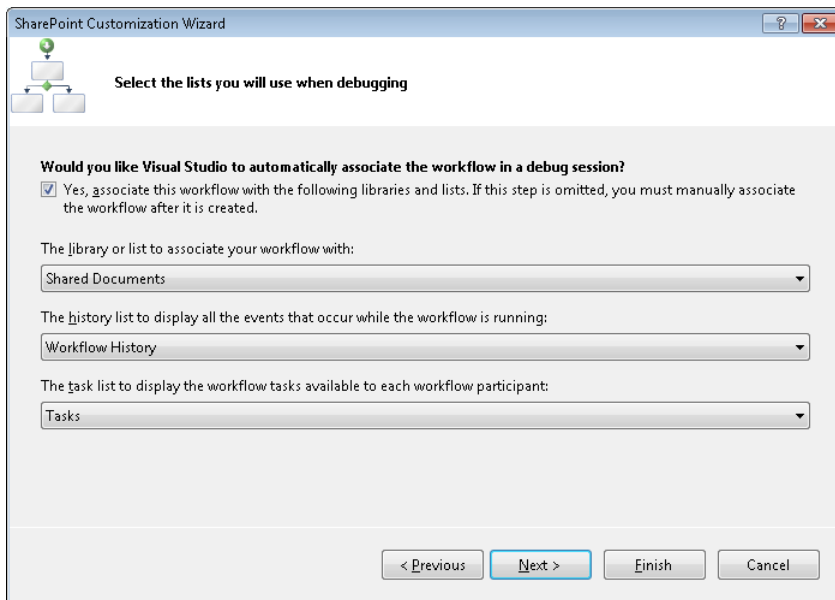 SharePoint Customization Wizard
Select the lists you will use when debugging
Would you like Visual Studio to automatically associate the workflow in a debug session?
Yes, associate this workflow with the following libraries and lists. If this step is omitted, you must manually associate
the workflow after it is created.
The library or list to associate your workflow with:
Shared Documents
The history list to display all the events that occur while the workflow is running:
Workflow History
The task list to display the workflow tasks available to each workflow participant:
Tasks
< Previous Next > Finish Cancel